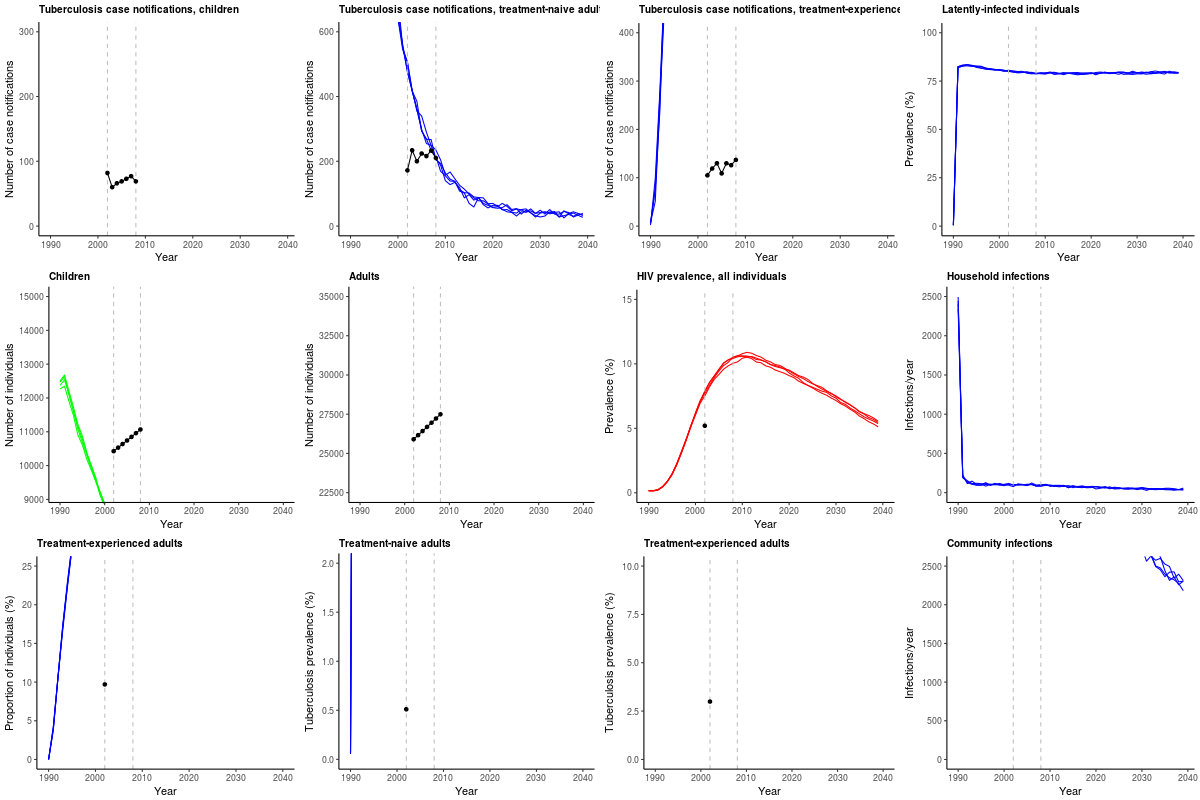 Tuberculosis case notifications, children
Number of case notifications
300
200
100
0
1990 2000 2010 2020 2030 2040
Year
Tuberculosis case notifications, treatment-naive adul
Number of case notifications
600
400
200
0
1990 2000 2010 2020 2030 2040
Year
Tuberculosis case notifications, treatment-experience
Number of case notifications
400
300
200
100
0
1990 2000 2010 2020 2030 2040
Year
Latently-infected individuals
Prevalence (%)
100
75
50
25
0
1990 2000 2010 2020 2030 2040
Year
Children
Number of individuals
15000
14000
13000
12000
11000
10000
9000
1990 2000 2010 2020 2030 2040
Year
Adults
Number of individuals
35000
32500
30000
27500
25000
22500
1990 2000 2010 2020 2030 2040
Year
HIV prevalence, all individuals
Prevalence (%)
15
10
5
0
1990 2000 2010 2020 2030 2040
Year
Household infections
Infections/year
2500
2000
1500
1000
500
0
1990 2000 2010 2020 2030 2040
Year
Treatment-experienced adults
Proportion of individuals (%)
25
20
15
10
5
0
1990 2000 2010 2020 2030 2040
Year
Treatment-naive adults
Tuberculosis prevalence (%)
2.0
1.5
1.0
0.5
0.0
1990 2000 2010 2020 2030 2040
Year
Treatment-experienced adults
Tuberculosis prevalence (%)
10.0
7.5
5.0
2.5
0.0
1990 2000 2010 2020 2030 2040
Year
Community infections
Infections/year
2500
2000
1500
1000
500
0
1990 2000 2010 2020 2030 2040
Year